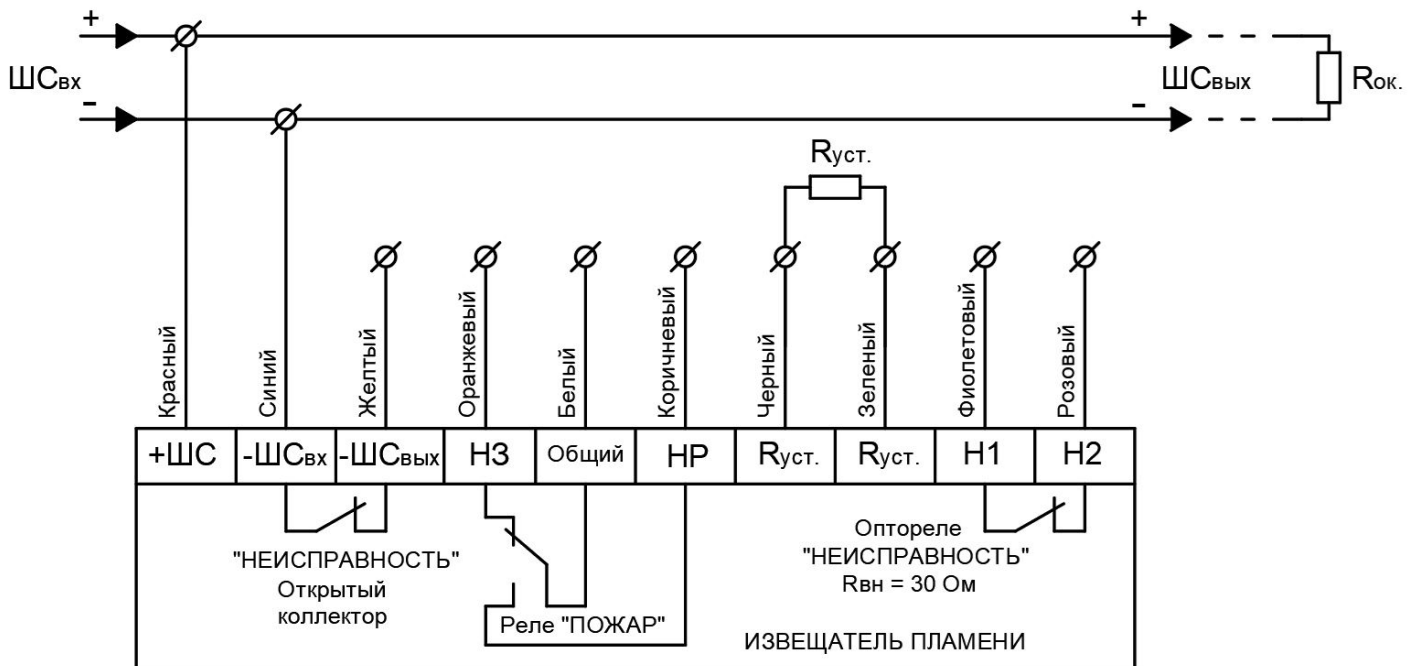 +
+
ШСвх
ШСвых
Rок.
-
-
Rуст.
Красный
Синий
Желтый
Оранжевый
Белый
Коричневый
Черный
Зеленый
Фиолетовый
Розовый
+ШС
-ШСвх
-ШСвых
НЗ
Общий
НР
Rуст.
Rуст.
Н1
Н2
"НЕИСПРАВНОСТЬ"
Открытый
коллектор
Реле "ПОЖАР"
Оптореле
"НЕИСПРАВНОСТЬ"
Rвн = 30 Ом
ИЗВЕЩАТЕЛЬ ПЛАМЕНИ